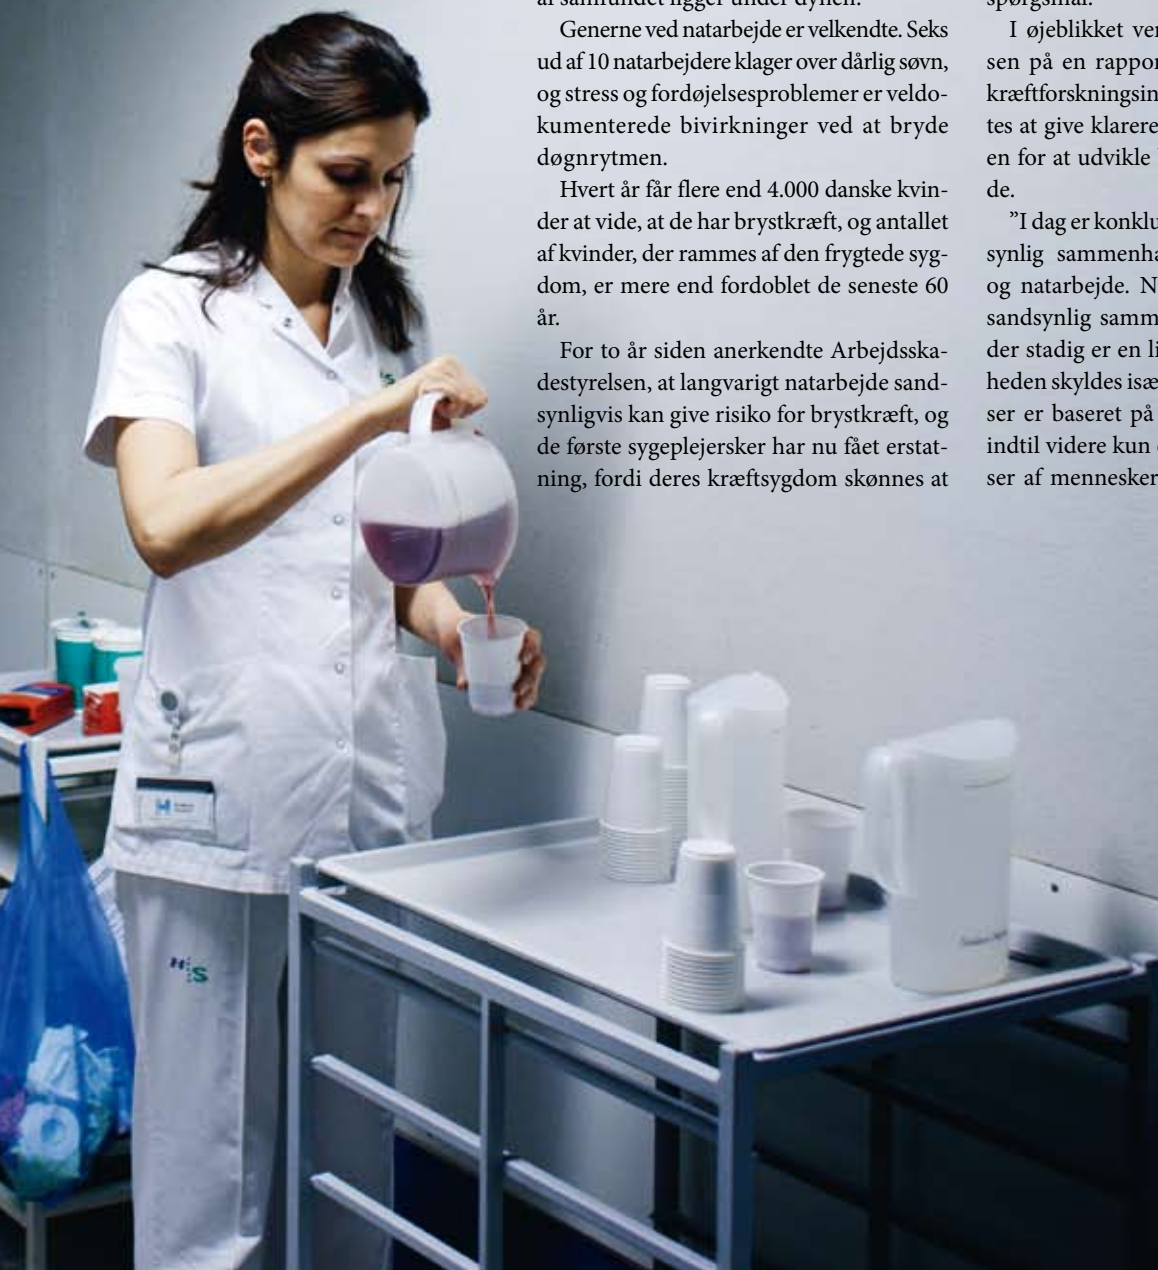 af samfundet ligger under dynen.
Generne ved natarbejde er velkendte. Seks
ud af 10 natarbejdere klager over dårlig søvn,
og stress og fordøjelsesproblemer er veldo-
kumenterede bivirkninger ved at bryde
døgnrytmen.
Hvert år får flere end 4.000 danske kvin-
der at vide, at de har brystkræft, og antallet
af kvinder, der rammes af den frygtede syg-
dom, er mere end fordoblet de seneste 60
år.
For to år siden anerkendte Arbejdsska-
destyrelsen, at langvarigt natarbejde sand-
synligvis kan give risiko for brystkræft, og
de første sygeplejersker har nu fået erstat-
ning, fordi deres kræftsygdom skønnes at
spørgsmål.
I øjeblikket ven
sen på en rappor
kræftforskningsin
tes at give klarere
en for at udvikle
de.
”I dag er konklu
synlig sammenha
og natarbejde. N
sandsynlig samm
der stadig er en li
heden skyldes isæ
ser er baseret på
indtil videre kun
ser af mennesker
H:S